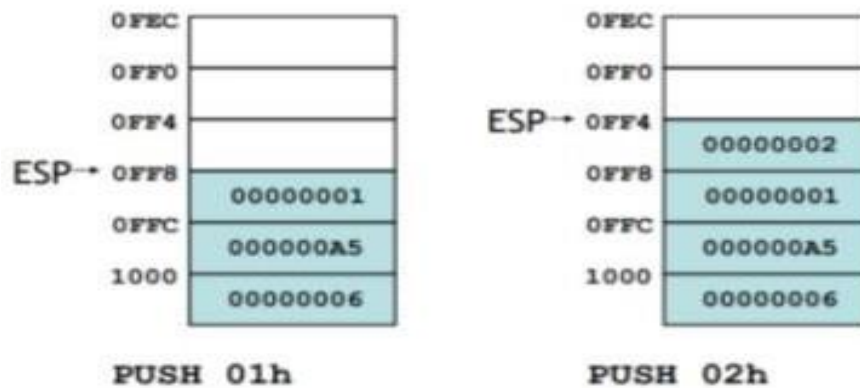 0FEC
0FF0
0FF4
ESP→ 0FF8
00000001
0FFC
000000A5
1000
00000006
PUSH 01h
0FEC
0FF0
ESP→ 0FF4
00000002
0FF8
00000001
0FFC
000000A5
1000
00000006
PUSH 02h